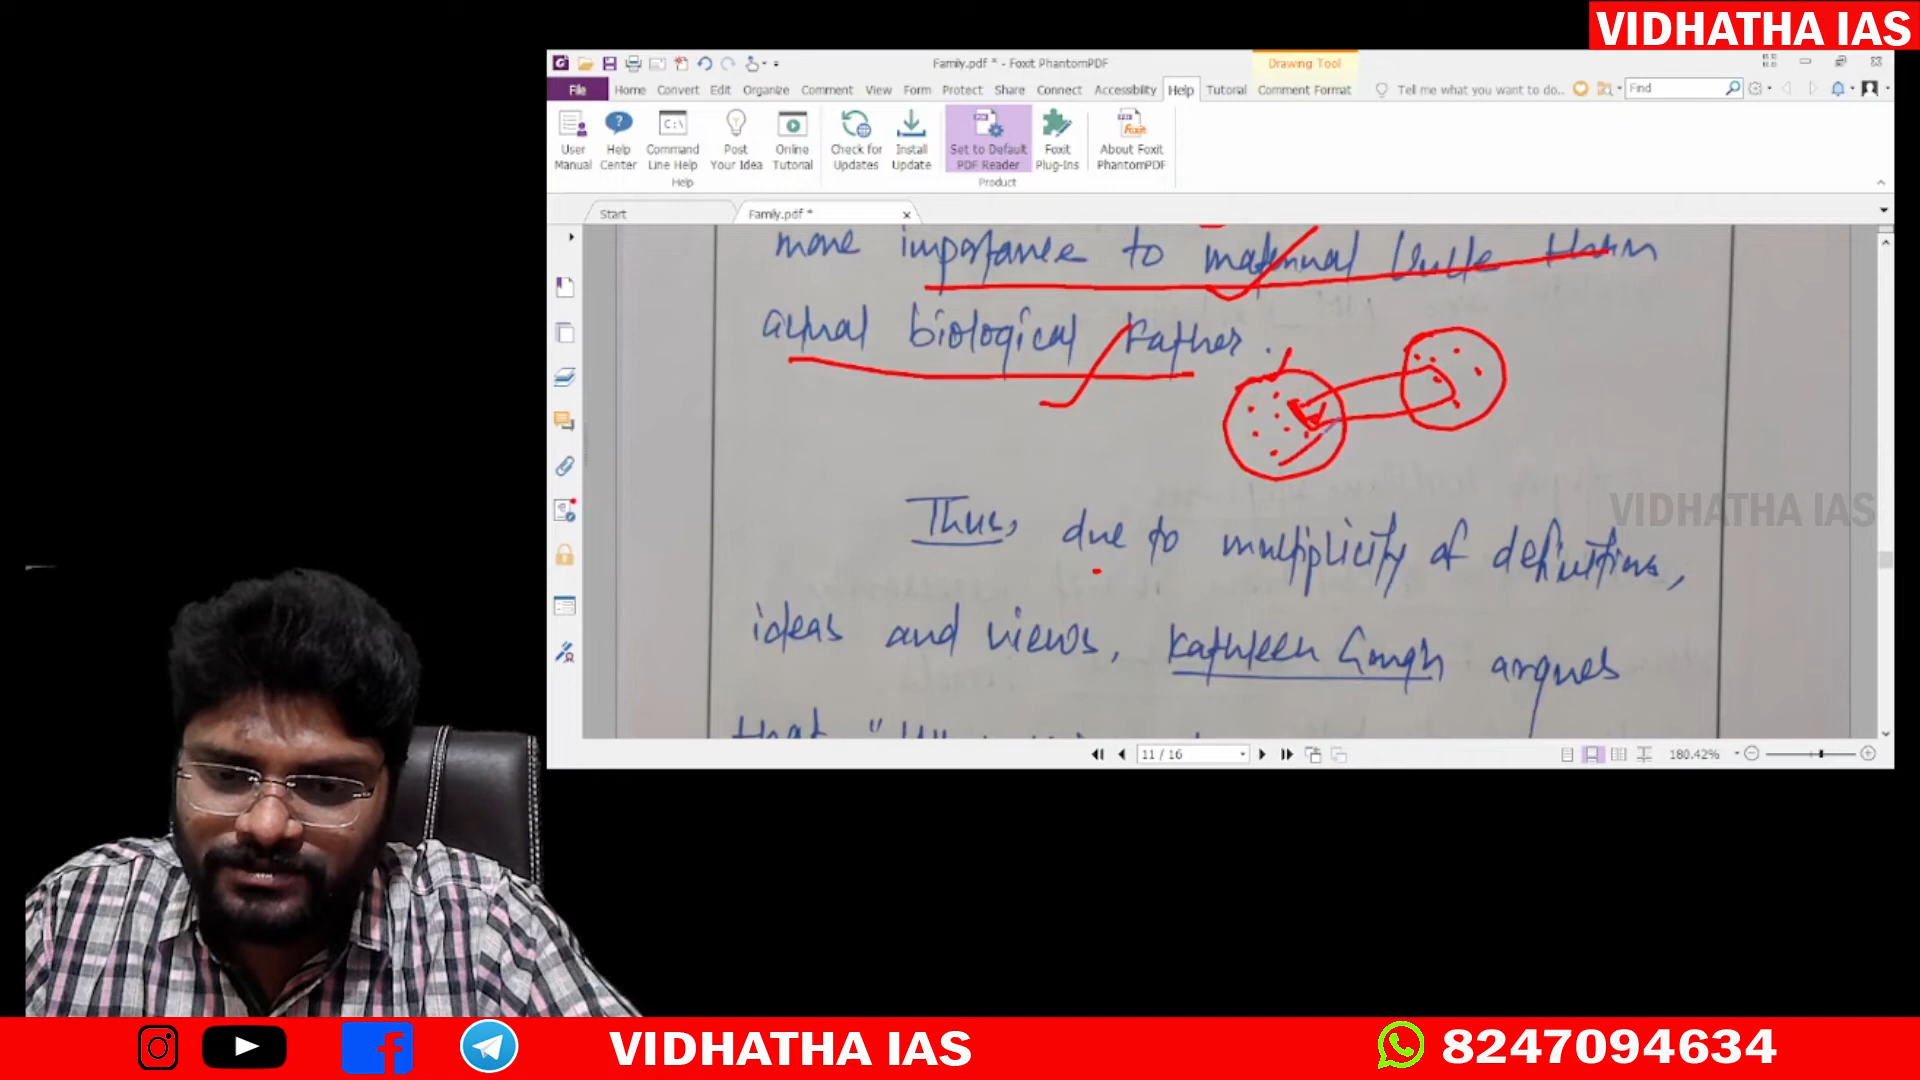 VIDHATHA IAS
Family.pdf * - Foxit PhantomPDF
Drawing Tool
File Home Convert Edit Organize Comment View Form Protect Share Connect Accessibility Help Tutorial Comment Format Tell me what you want to do.. Find
User Manual
Help Center
Command Line Help
Post Your Idea
Online Tutorial
Check for Updates
Install Update
Set to Default PDF Reader
Foxit Plug-Ins
About Foxit PhantomPDF
Help
Product
Start
Family.pdf *
more importance to maternal Uncle than
actual biological Father.
Thus, due to multiplicity of definitions,
VIDHATHA IAS
ideas and views, Kathleen Gough argues
that "
11 / 16
180.42%
VIDHATHA IAS
8247094634